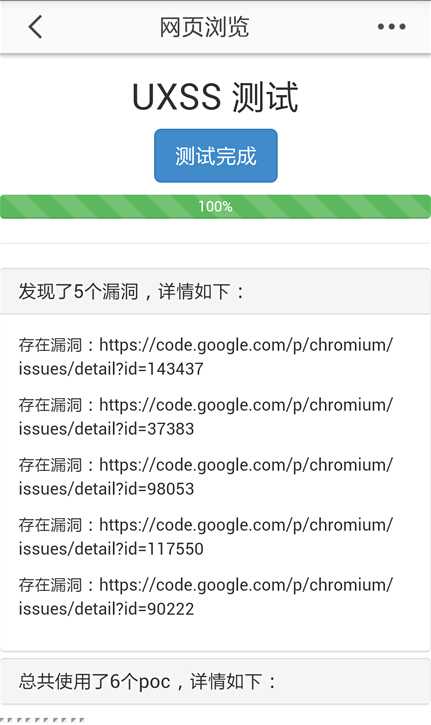 网页浏览
UXSS 测试
测试完成
100%
发现了5个漏洞，详情如下：
存在漏洞：https://code.google.com/p/chromium/
issues/detail?id=143437
存在漏洞：https://code.google.com/p/chromium/
issues/detail?id=37383
存在漏洞：https://code.google.com/p/chromium/
issues/detail?id=98053
存在漏洞：https://code.google.com/p/chromium/
issues/detail?id=117550
存在漏洞：https://code.google.com/p/chromium/
issues/detail?id=90222
总共使用了6个poc，详情如下：